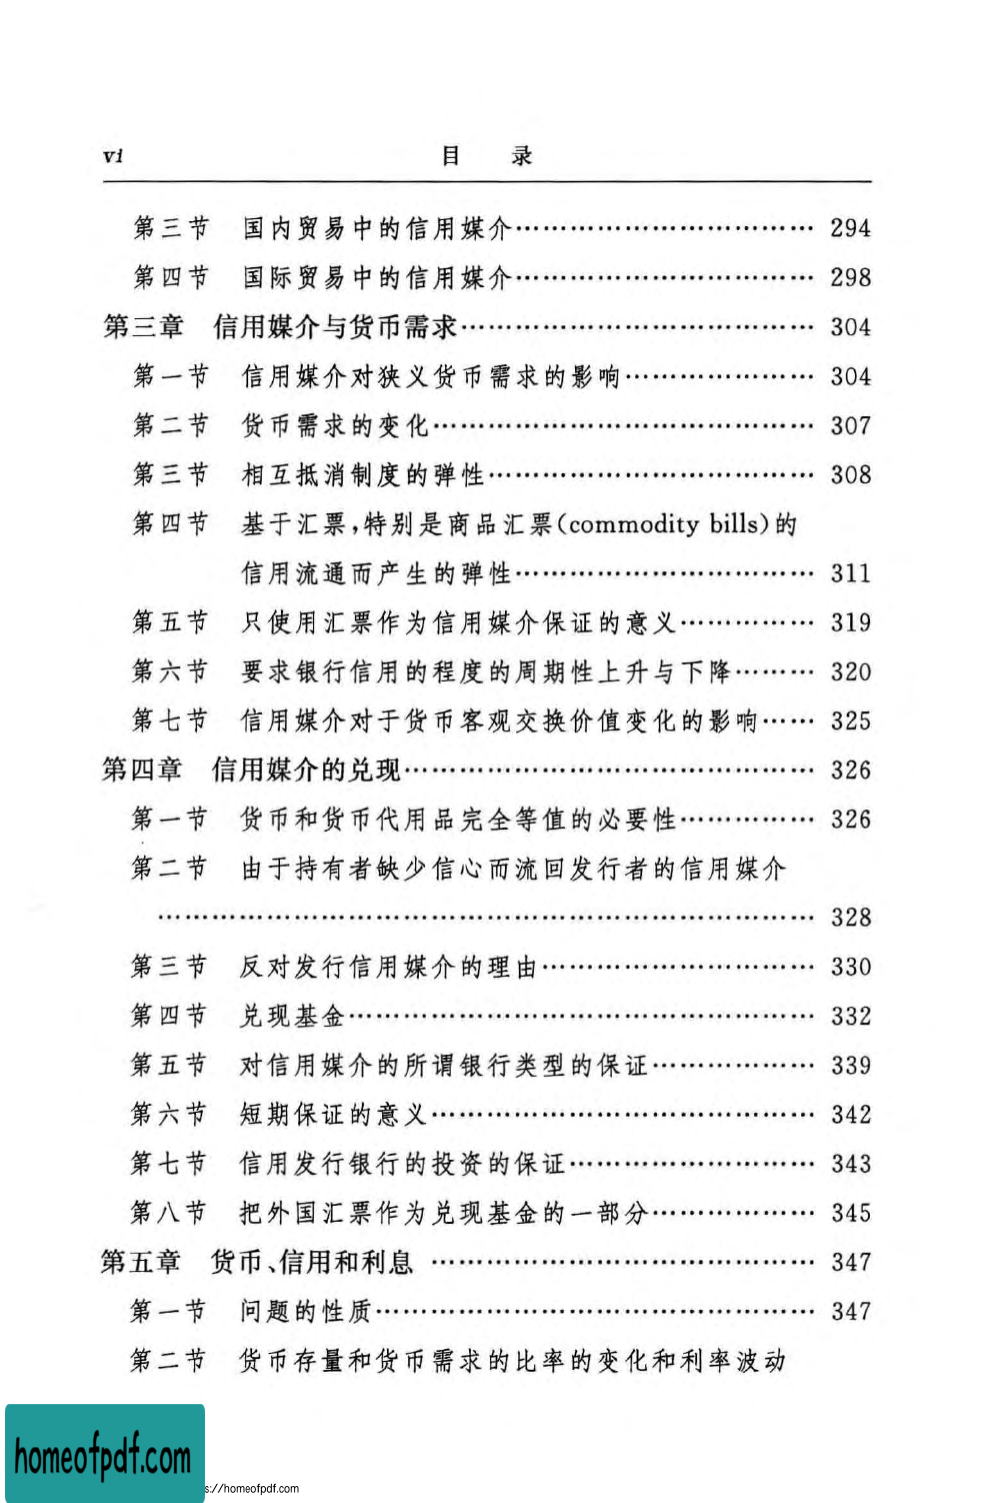 vi 目 录
第三节 国内贸易中的信用媒介…………………………… 294
第四节 国际贸易中的信用媒介…………………………… 298
第三章 信用媒介与货币需求………………………………… 304
第一节 信用媒介对狭义货币需求的影响………………… 304
第二节 货币需求的变化…………………………………… 307
第三节 相互抵消制度的弹性……………………………… 308
第四节 基于汇票,特别是商品汇票(commodity bills)的
信用流通而产生的弹性…………………………… 311
第五节 只使用汇票作为信用媒介保证的意义…………… 319
第六节 要求银行信用的程度的周期性上升与下降……… 320
第七节 信用媒介对于货币客观交换价值变化的影响…… 325
第四章 信用媒介的兑现……………………………………… 326
第一节 货币和货币代用品完全等值的必要性…………… 326
第二节 由于持有者缺少信心而流回发行者的信用媒介
……………………………………………………………… 328
第三节 反对发行信用媒介的理由………………………… 330
第四节 兑现基金…………………………………………… 332
第五节 对信用媒介的所谓银行类型的保证……………… 339
第六节 短期保证的意义…………………………………… 342
第七节 信用发行银行的投资的保证……………………… 343
第八节 把外国汇票作为兑现基金的一部分……………… 345
第五章 货币、信用和利息 …………………………………… 347
第一节 问题的性质………………………………………… 347
第二节 货币存量和货币需求的比率的变化和利率波动
homeofpdf.com
s://homeofpdf.com